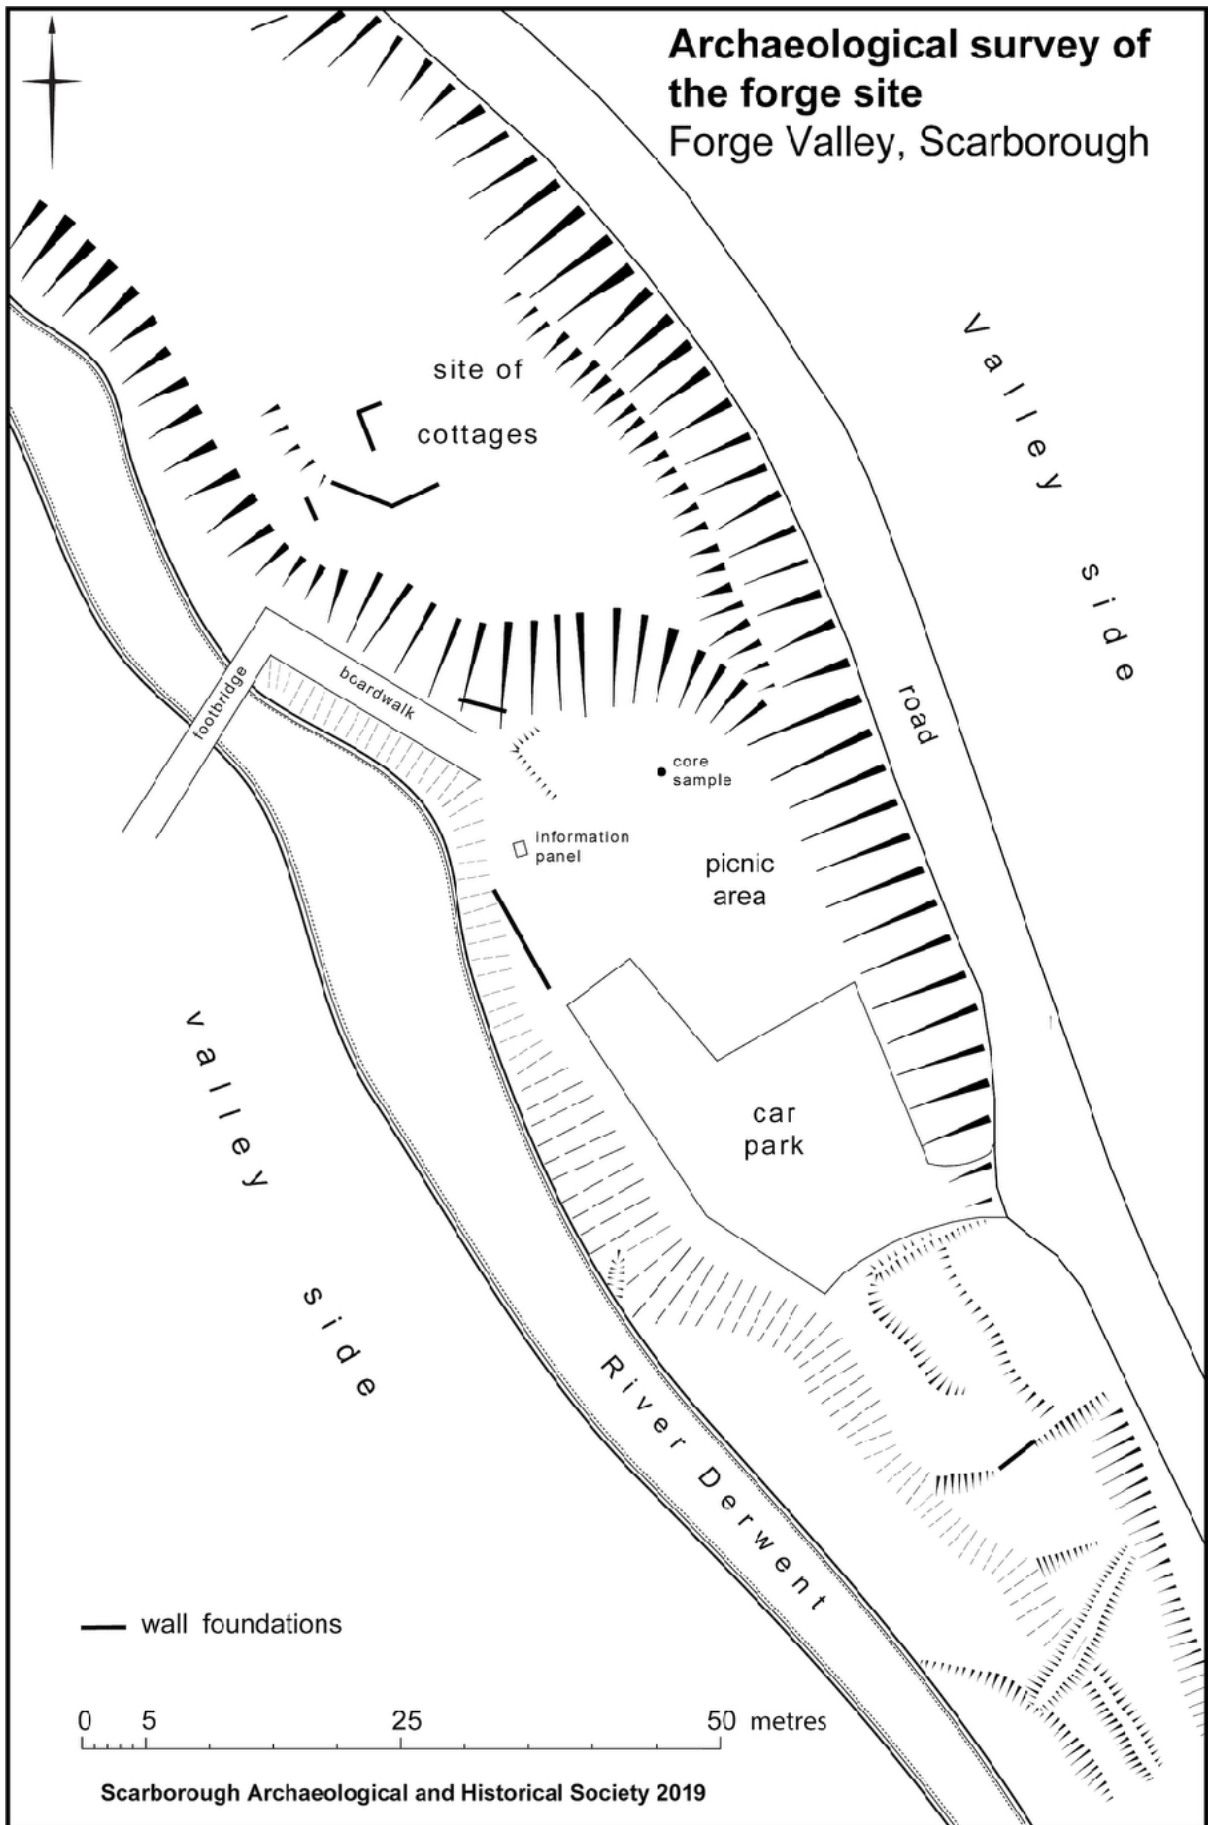 Archaeological survey of
the forge site
Forge Valley, Scarborough
Valley side
site of
cottages
road
footbridge
boardwalk
core
sample
information
panel
picnic
area
valley side
car
park
River Derwent
wall foundations
0 5 25 50 metres
Scarborough Archaeological and Historical Society 2019